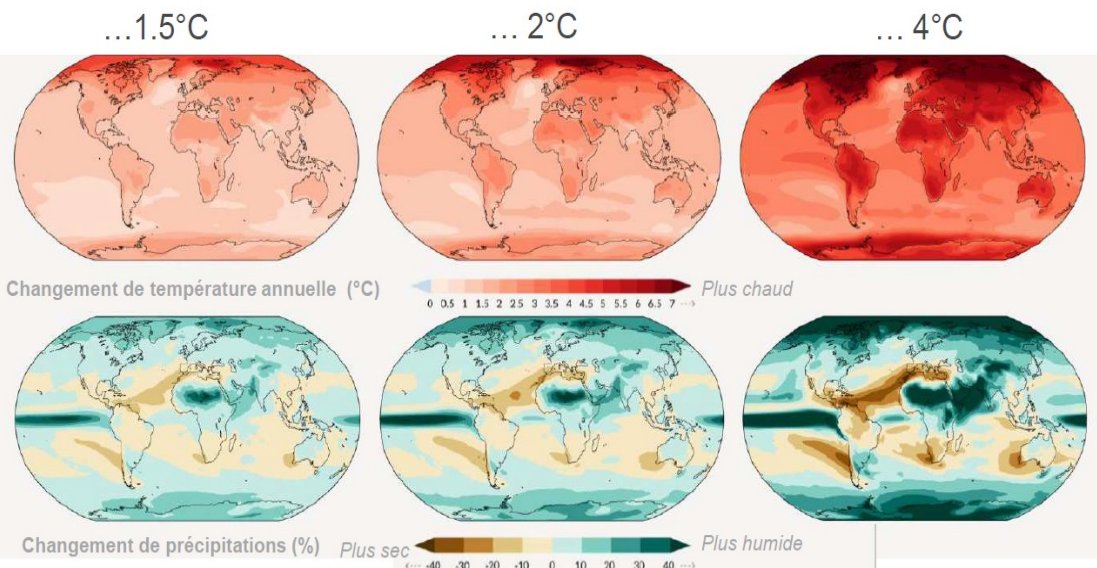 …1.5°C
… 2°C
… 4°C
Changement de température annuelle (°C)
Plus chaud
0 0.5 1 1.5 2 2.5 3 3.5 4 4.5 5 5.5 6 6.5 7 ···>
Changement de précipitations (%)
Plus sec
Plus humide
<··· -40 -30 -20 -10 0 10 20 30 40 ···>